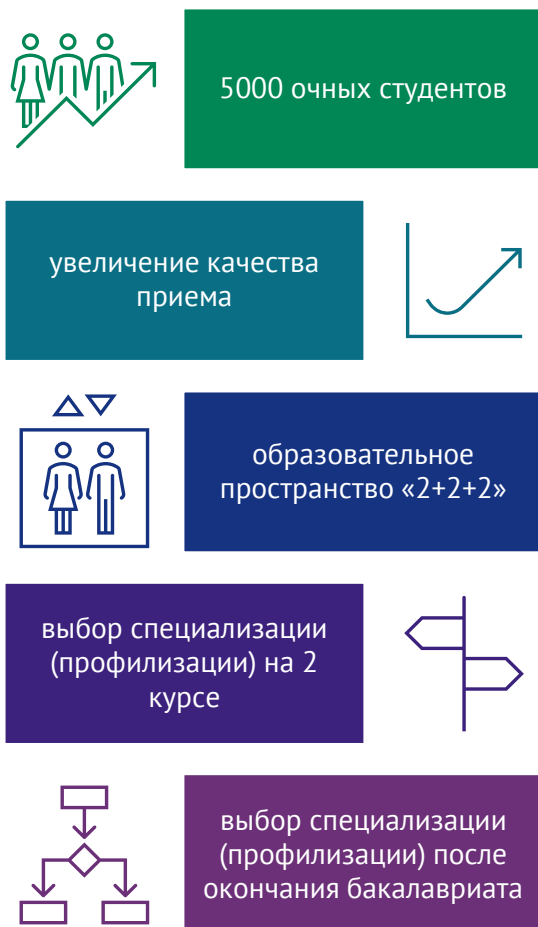 5000 очных студентов
увеличение качества
приема
образовательное
пространство «2+2+2»
выбор специализации
(профилизации) на 2
курсе
выбор специализации
(профилизации) после
окончания бакалавриата